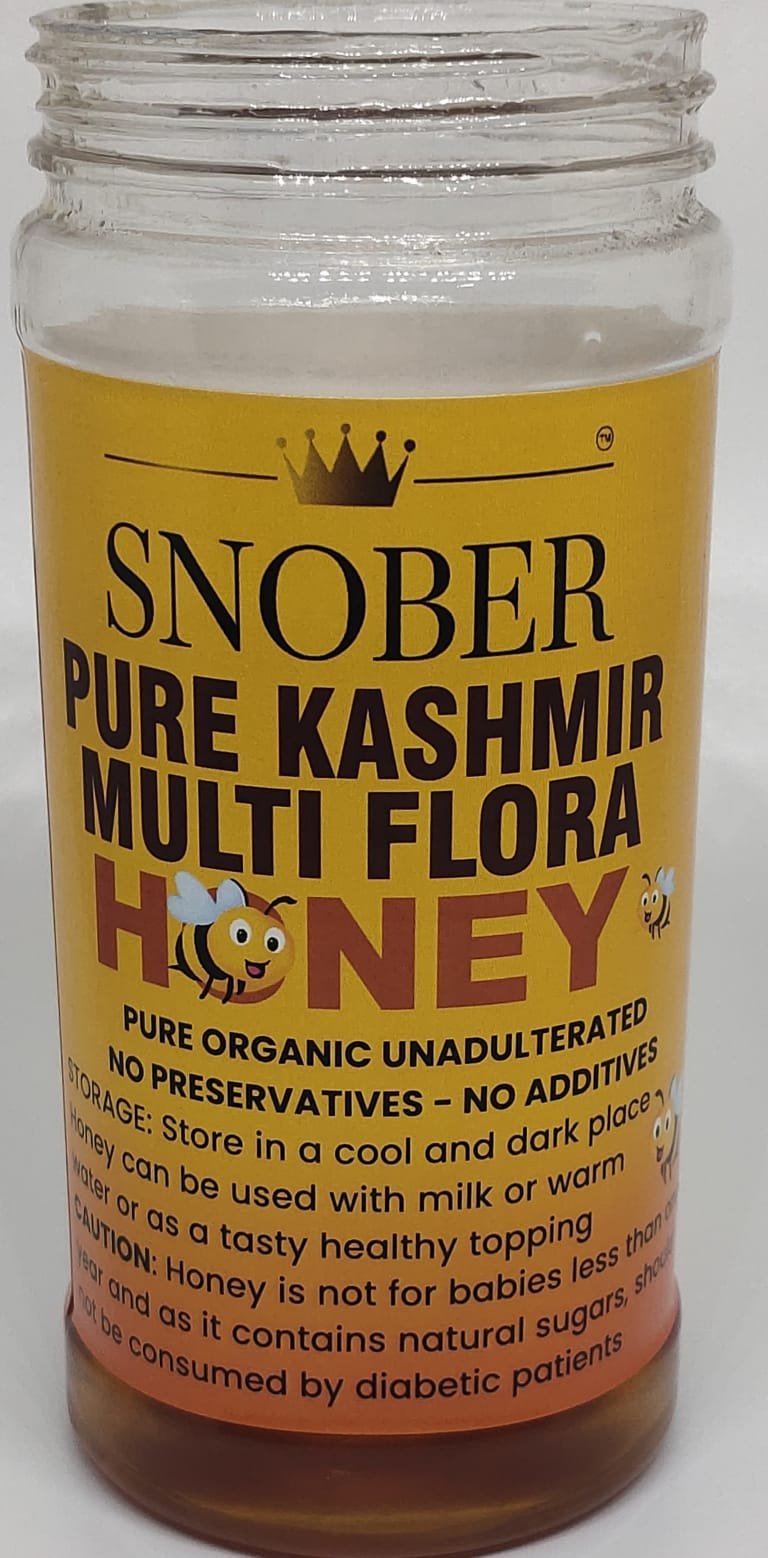 TM
SNOBER
PURE KASHMIR
MULTI FLORA
HONEY
PURE ORGANIC UNADULTERATED
NO PRESERVATIVES - NO ADDITIVES
STORAGE: Store in a cool and dark place
Honey can be used with milk or warm
water or as a tasty healthy topping
CAUTION: Honey is not for babies less than
year and as it contains natural sugars,
not be consumed by diabetic patients